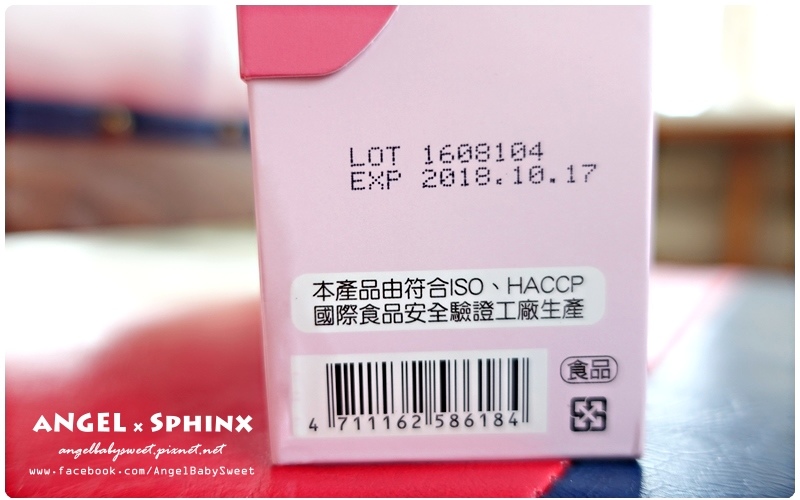 LOT 1608104
EXP 2018.10.17
本產品由符合ISO、HACCP
國際食品安全驗證工廠生產
食品
4 711162 586184
ANGEL x SPHINX
angelbabysweet.pixnet.net
www.facebook.com/AngelBabySweet